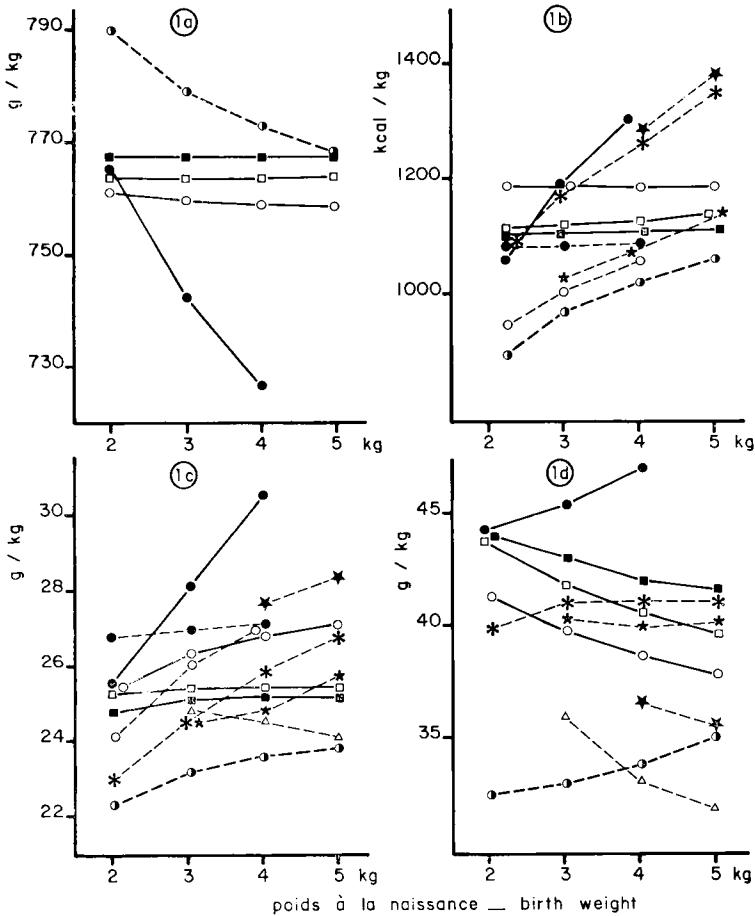 1a
790
770
750
730
g / kg
2 3 4 5 kg
1b
1400
1200
1000
kcal / kg
2 3 4 5 kg
1c
30
28
26
24
22
g / kg
2 3 4 5 kg
1d
45
40
35
g / kg
2 3 4 5 kg
poids à la naissance _ birth weight